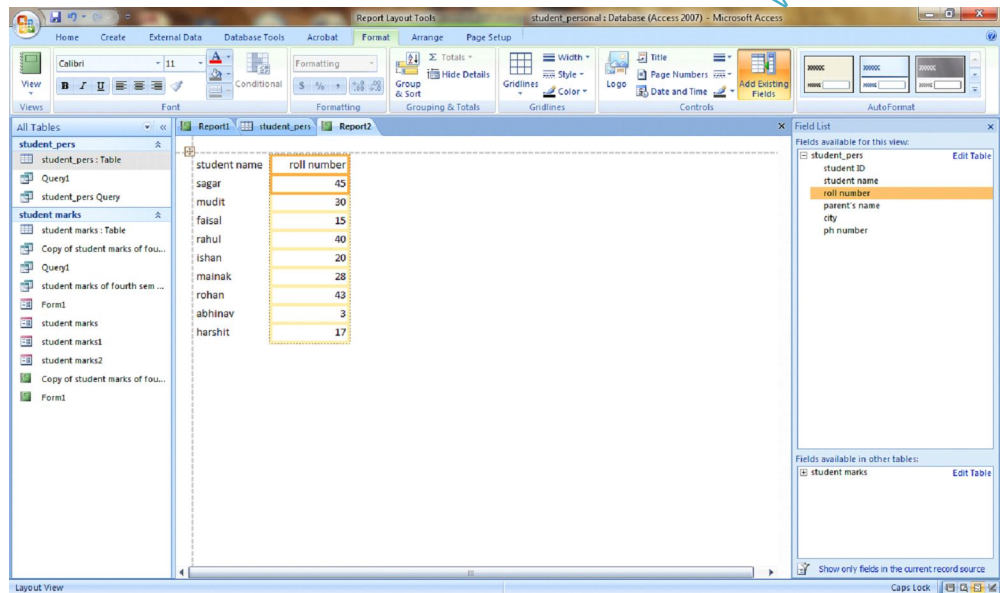 Report Layout Tools
student_personal : Database (Access 2007) - Microsoft Access
Home Create External Data Database Tools Acrobat Format Arrange Page Setup
View
Views
Calibri 11
B I U
A
Conditional
Font
Formatting
$ % ,
Formatting
Group & Sort
Σ Totals
Hide Details
Grouping & Totals
Gridlines
Width
Style
Color
Gridlines
Logo
Title
Page Numbers
Date and Time
Add Existing Fields
Controls
AutoFormat
All Tables
student_pers
student_pers : Table
Query1
student_pers Query
student marks
student marks : Table
Copy of student marks of fou...
Query1
student marks of fourth sem ...
Form1
student marks
student marks1
student marks2
Copy of student marks of fou...
Form1
Report1 student_pers Report2
student name roll number
sagar 45
mudit 30
faisal 15
rahul 40
ishan 20
mainak 28
rohan 43
abhinav 3
harshit 17
Field List
Fields available for this view:
student_pers Edit Table
student ID
student name
roll number
parent's name
city
ph number
Fields available in other tables:
student marks Edit Table
Show only fields in the current record source
Layout View
Caps Lock